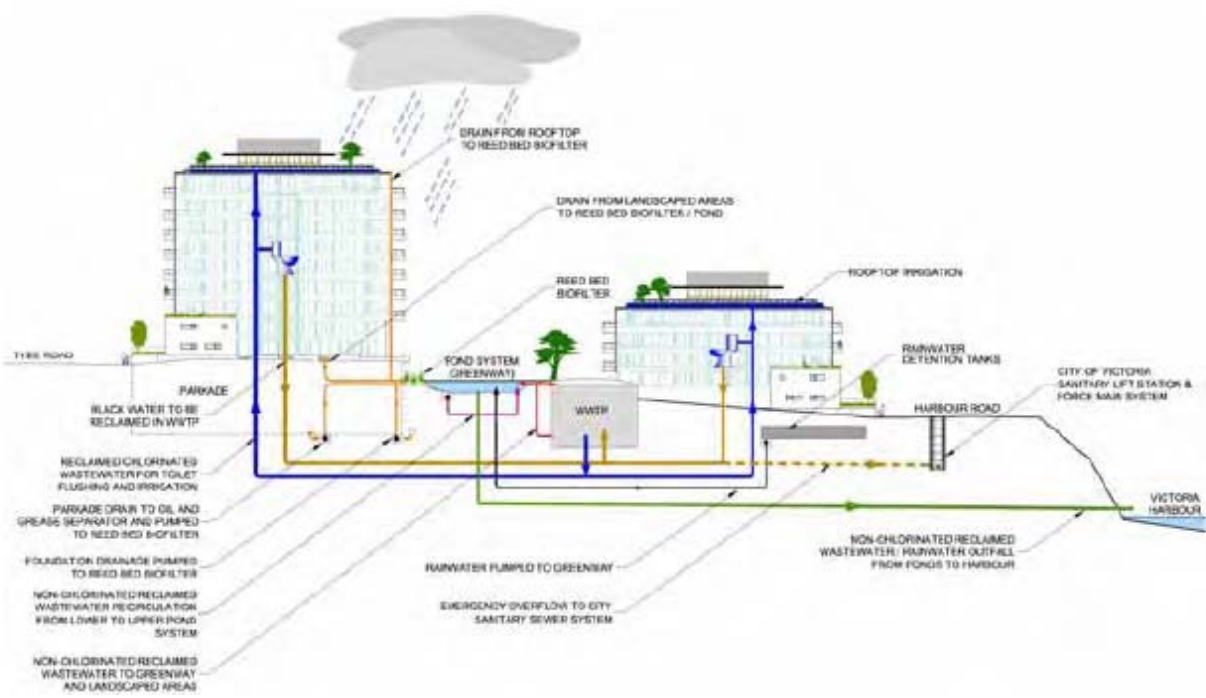 DRAIN FROM ROOFTOP
TO REED BED BIOFILTER
DRAIN FROM LANDSCAPED AREAS
TO REED BED BIOFILTER / POND
REED BED
BIOFILTER
ROOFTOP IRRIGATION
RAINWATER
DETENTION TANKS
CITY OF VICTORIA
SANITARY LIFT STATION &
FORCE MAIN SYSTEM
TYEE ROAD
PARKADE
POND SYSTEM
(GREENWAY)
WWTP
HARBOUR ROAD
BLACK WATER TO BE
RECLAIMED IN WWTP
RECLAIMED CHLORINATED
WASTEWATER FOR TOILET
FLUSHING AND IRRIGATION
PARKADE DRAIN TO OIL AND
GREASE SEPARATOR AND PUMPED
TO REED BED BIOFILTER
FOUNDATION DRAINAGE PUMPED
TO REED BED BIOFILTER
NON-CHLORINATED RECLAIMED
WASTEWATER RECIRCULATION
FROM LOWER TO UPPER POND
SYSTEM
NON-CHLORINATED RECLAIMED
WASTEWATER TO GREENWAY
AND LANDSCAPED AREAS
RAINWATER PUMPED TO GREENWAY
EMERGENCY OVERFLOW TO CITY
SANITARY SEWER SYSTEM
VICTORIA
HARBOUR
NON-CHLORINATED RECLAIMED
WASTEWATER / RAINWATER OUTFALL
FROM PONDS TO HARBOUR